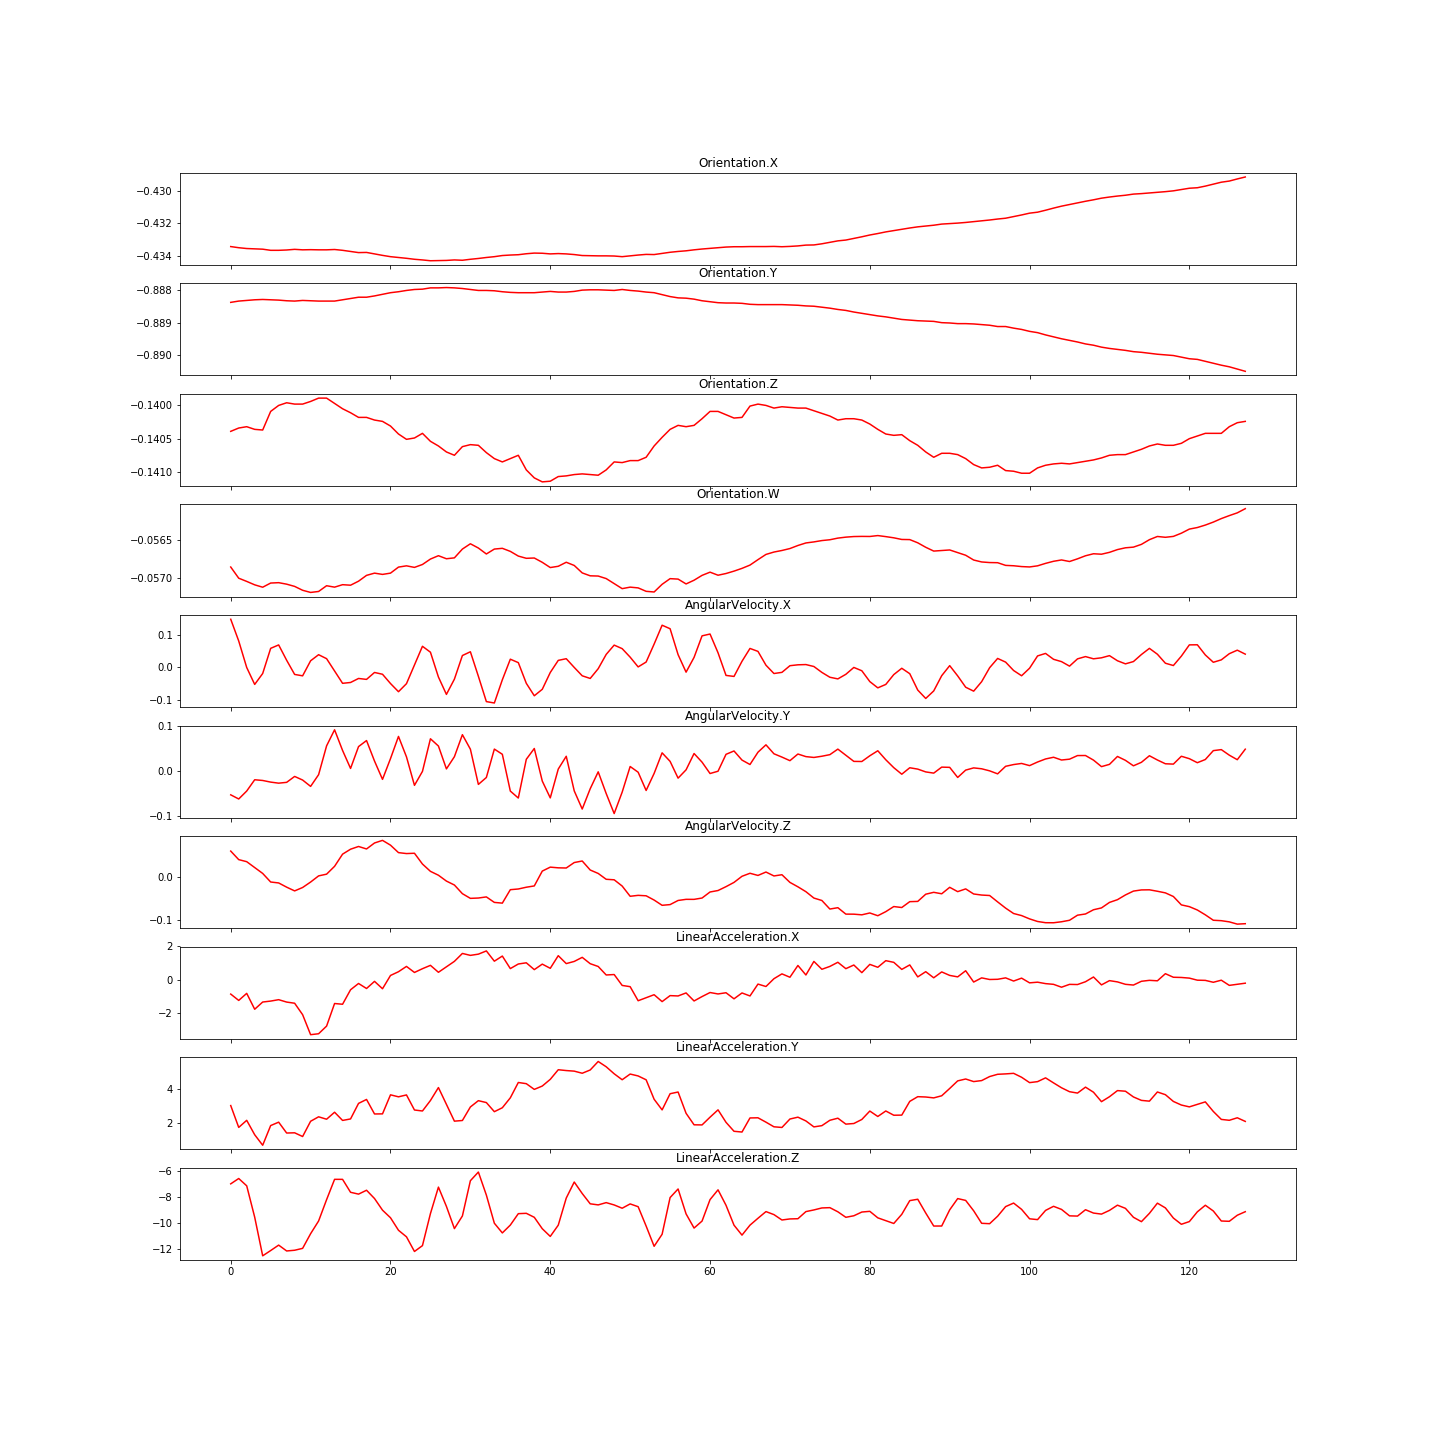 Orientation.X
−0.430
−0.432
−0.434
Orientation.Y
−0.888
−0.889
−0.890
Orientation.Z
−0.1400
−0.1405
−0.1410
Orientation.W
−0.0565
−0.0570
AngularVelocity.X
0.1
0.0
−0.1
AngularVelocity.Y
0.1
0.0
−0.1
AngularVelocity.Z
0.0
−0.1
LinearAcceleration.X
2
0
−2
LinearAcceleration.Y
4
2
LinearAcceleration.Z
−6
−8
−10
−12
0 20 40 60 80 100 120